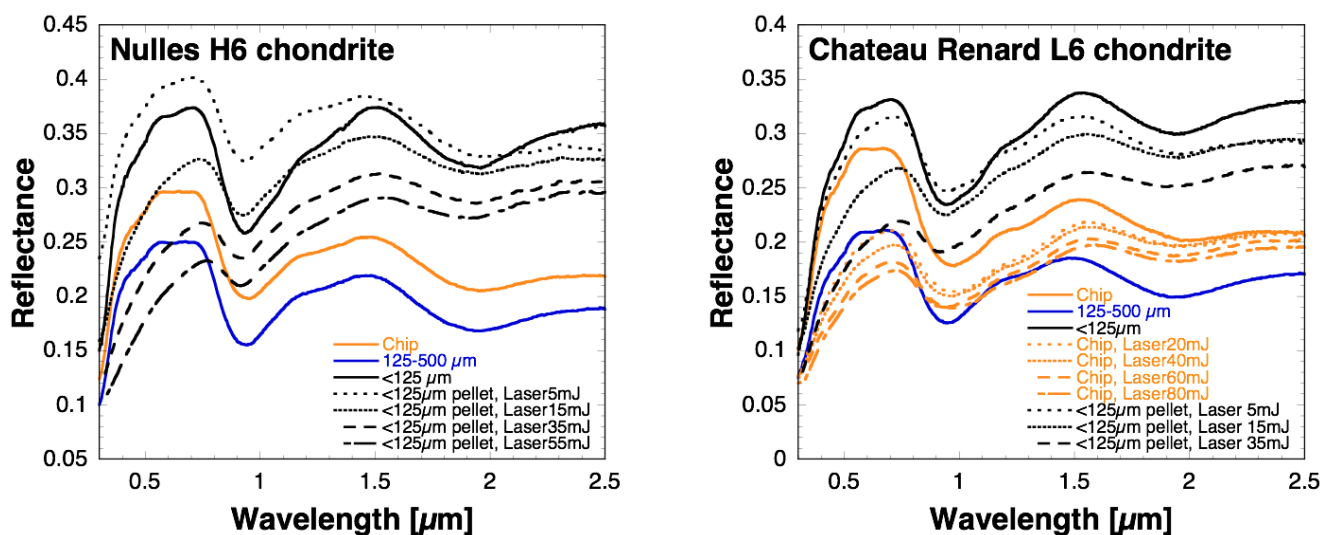 Nulles H6 chondrite
Reflectance
0.45
0.4
0.35
0.3
0.25
0.2
0.15
0.1
0.05
Chip
125-500 µm
<125 µm
<125µm pellet, Laser5mJ
<125µm pellet, Laser15mJ
<125µm pellet, Laser35mJ
<125µm pellet, Laser55mJ
0.5 1 1.5 2 2.5
Wavelength [µm]
Chateau Renard L6 chondrite
Reflectance
0.4
0.35
0.3
0.25
0.2
0.15
0.1
0.05
0
Chip
125-500 µm
<125µm
Chip, Laser20mJ
Chip, Laser40mJ
Chip, Laser60mJ
Chip, Laser80mJ
<125µm pellet, Laser 5mJ
<125µm pellet, Laser 15mJ
<125µm pellet, Laser 35mJ
0.5 1 1.5 2 2.5
Wavelength [µm]